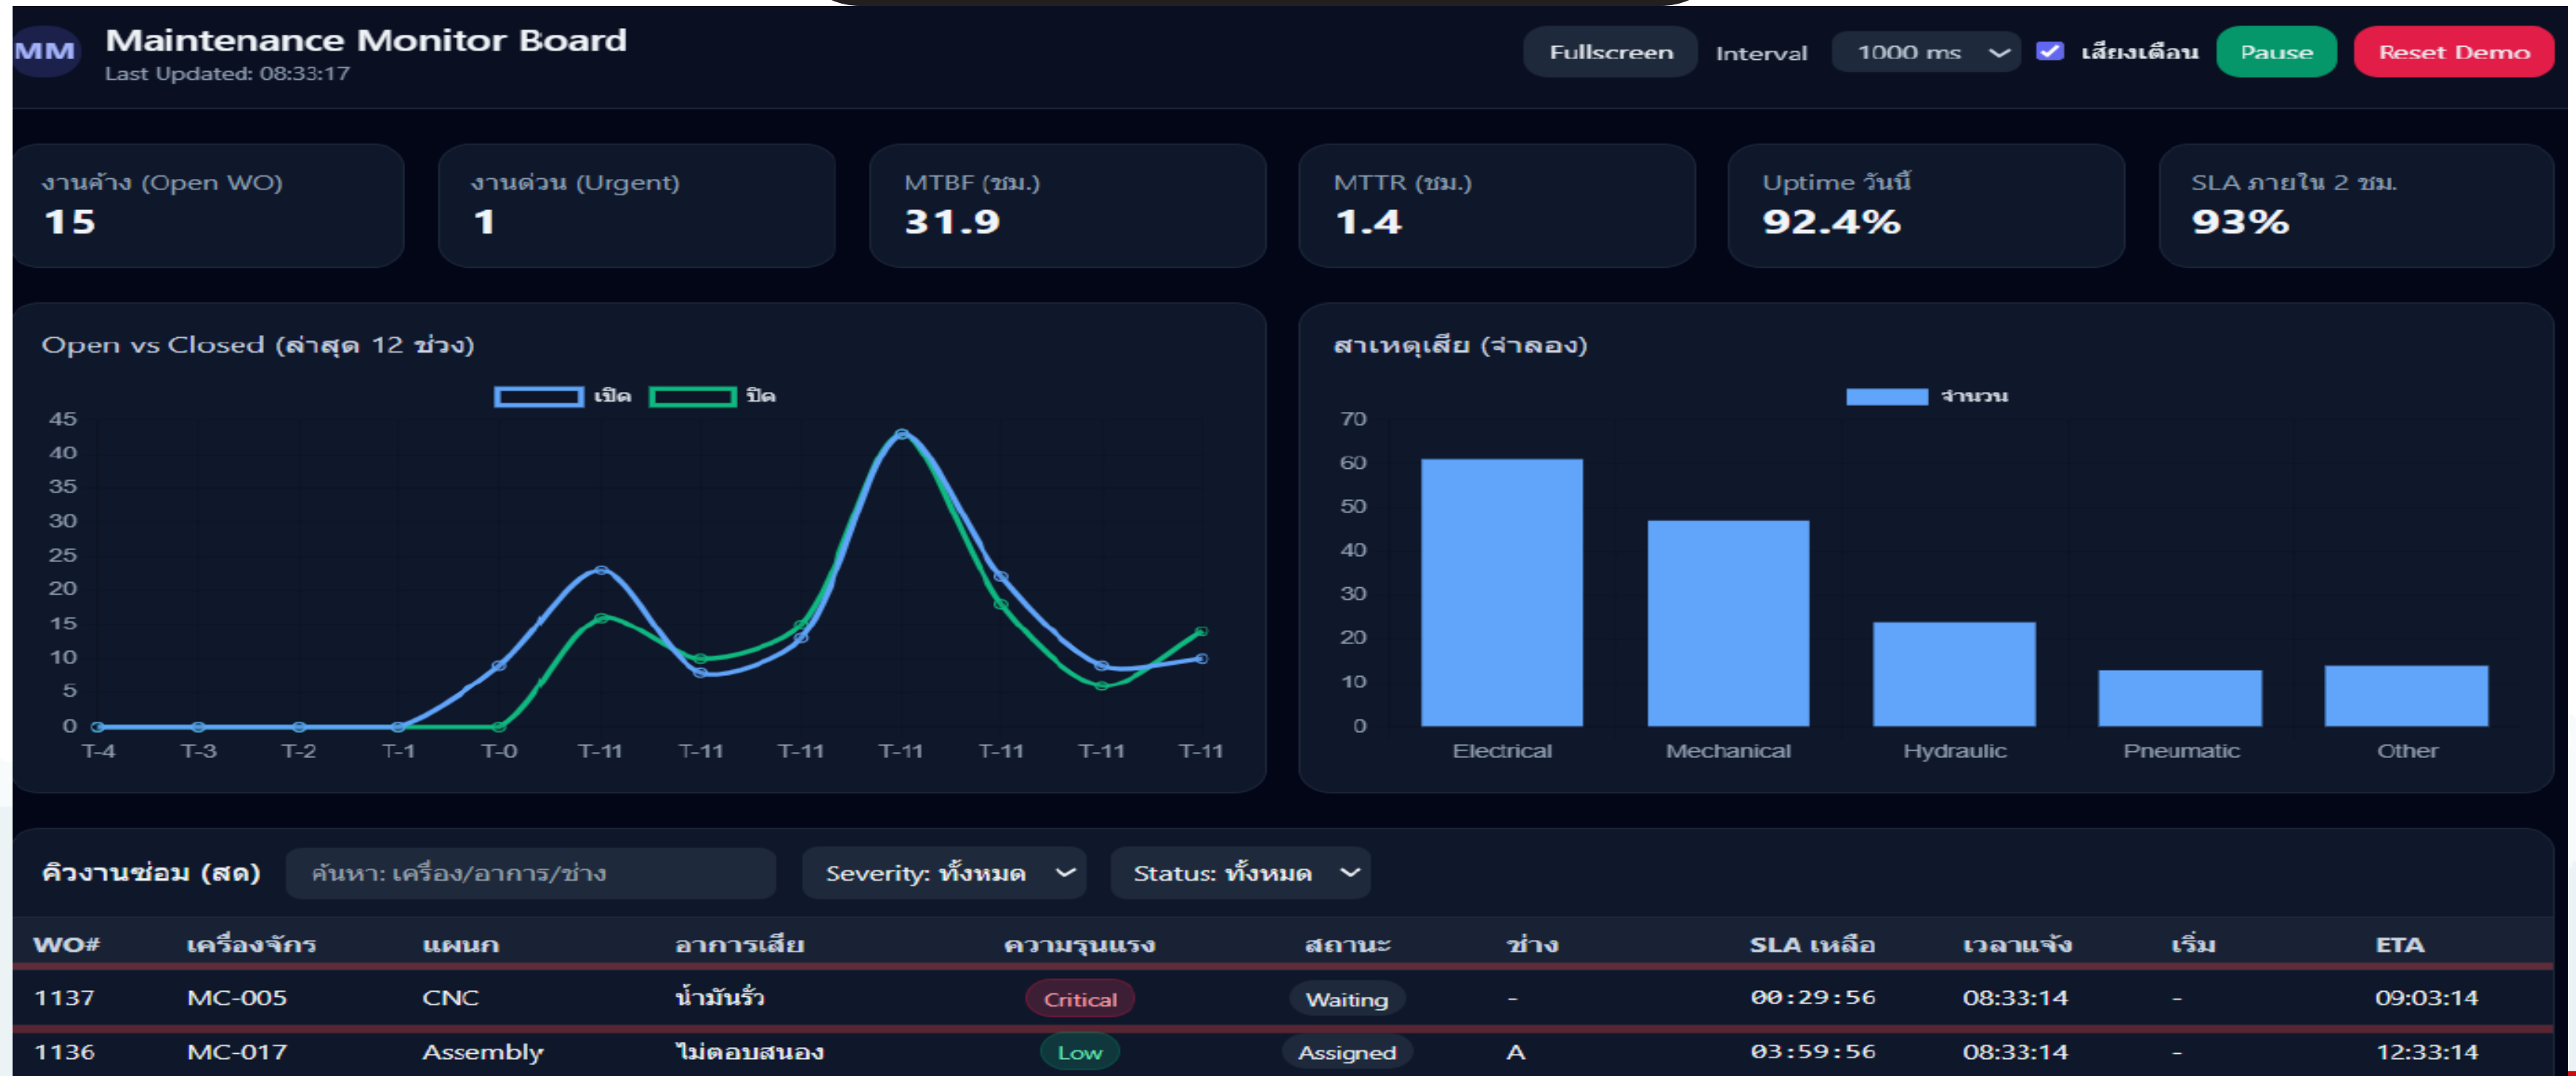 MM
Maintenance Monitor Board
Last Updated: 08:33:17
Fullscreen Interval 1000 ms เสียงเตือน Pause Reset Demo
งานค้าง (Open WO)
15
งานด่วน (Urgent)
1
MTBF (ชม.)
31.9
MTTR (ชม.)
1.4
Uptime วันนี้
92.4%
SLA ภายใน 2 ชม.
93%
Open vs Closed (ล่าสุด 12 ช่วง)
เปิด ปิด
45
40
35
30
25
20
15
10
5
0
T-4 T-3 T-2 T-1 T-0 T-11 T-11 T-11 T-11 T-11 T-11 T-11
สาเหตุเสีย (จำลอง)
จำนวน
70
60
50
40
30
20
10
0
Electrical Mechanical Hydraulic Pneumatic Other
คิวงานซ่อม (สด) ค้นหา: เครื่อง/อาการ/ช่าง Severity: ทั้งหมด Status: ทั้งหมด
WO# เครื่องจักร แผนก อาการเสีย ความรุนแรง สถานะ ช่าง SLA เหลือ เวลาแจ้ง เริ่ม ETA
1137 MC-005 CNC น้ำมันรั่ว Critical Waiting - 00:29:56 08:33:14 - 09:03:14
1136 MC-017 Assembly ไม่ตอบสนอง Low Assigned A 03:59:56 08:33:14 - 12:33:14